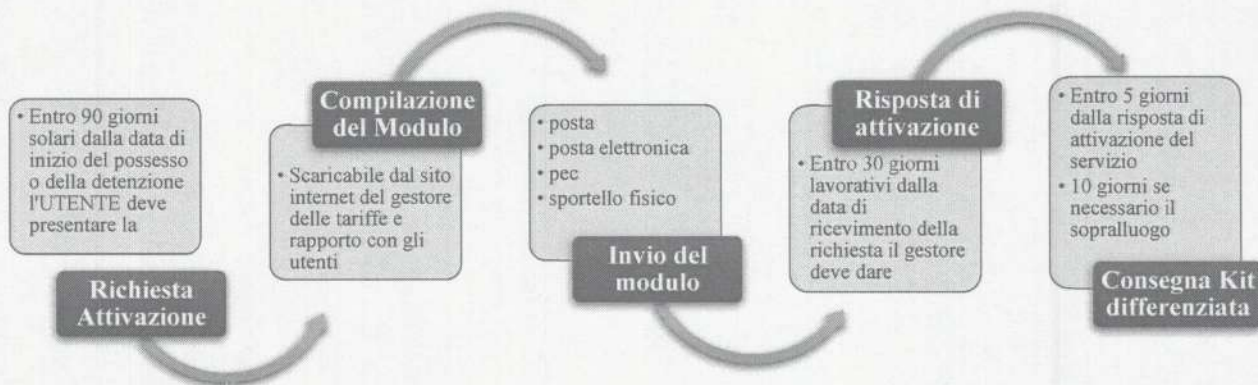 • Entro 90 giorni
solari dalla data di
inizio del possesso
o della detenzione
l'UTENTE deve
presentare la
Richiesta
Attivazione
Compilazione
del Modulo
• Scaricabile dal sito
internet del gestore
delle tariffe e
rapporto con gli
utenti
• posta
• posta elettronica
• pec
• sportello fisico
Invio del
modulo
Risposta di
attivazione
• Entro 30 giorni
lavorativi dalla
data di
ricevimento della
richiesta il gestore
deve dare
• Entro 5 giorni
dalla risposta di
attivazione del
servizio
• 10 giorni se
necessario il
sopralluogo
Consegna Kit
differenziata